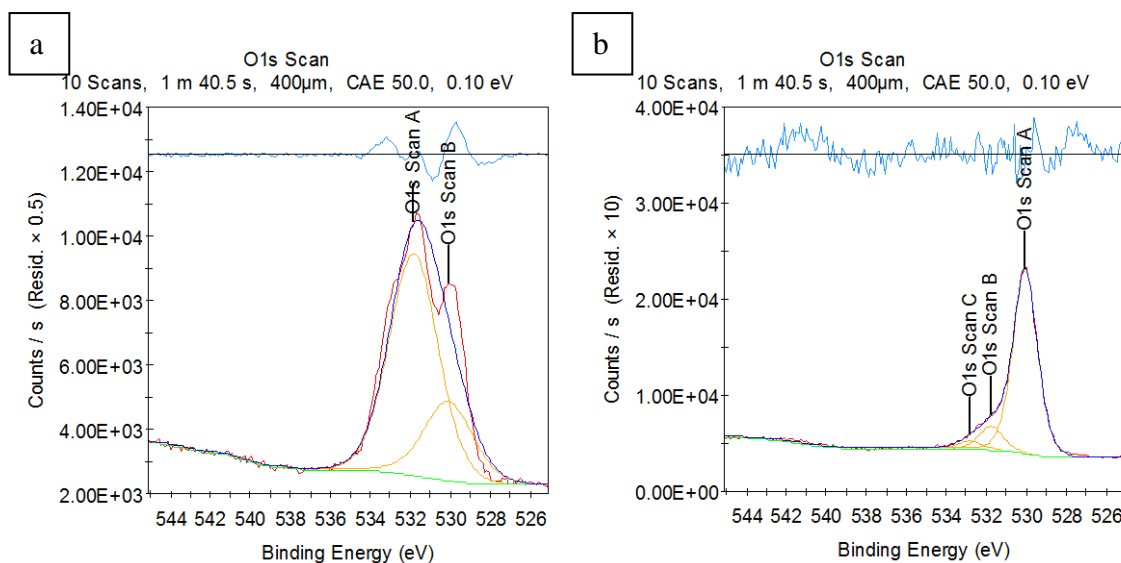 a
O1s Scan
10 Scans, 1 m 40.5 s, 400µm, CAE 50.0, 0.10 eV
1.40E+04
1.20E+04
1.00E+04
8.00E+03
6.00E+03
4.00E+03
2.00E+03
Counts / s (Resid. × 0.5)
O1s Scan A
O1s Scan B
544 542 540 538 536 534 532 530 528 526
Binding Energy (eV)
b
O1s Scan
10 Scans, 1 m 40.5 s, 400µm, CAE 50.0, 0.10 eV
4.00E+04
3.00E+04
2.00E+04
1.00E+04
0.00E+00
Counts / s (Resid. × 10)
O1s Scan C
O1s Scan B
O1s Scan A
544 542 540 538 536 534 532 530 528 526
Binding Energy (eV)